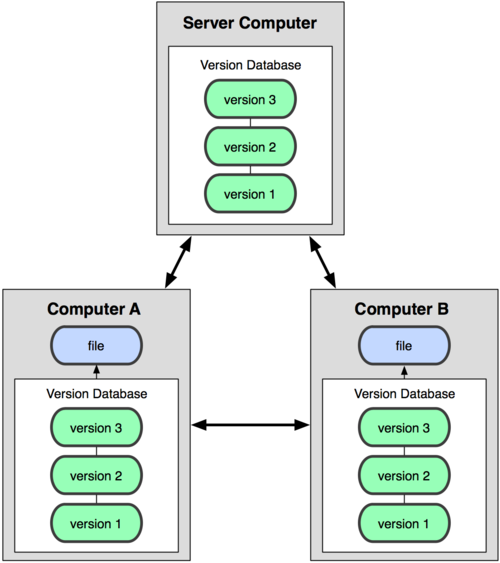 Server Computer
Version Database
version 3
version 2
version 1
Computer A
file
Version Database
version 3
version 2
version 1
Computer B
file
Version Database
version 3
version 2
version 1